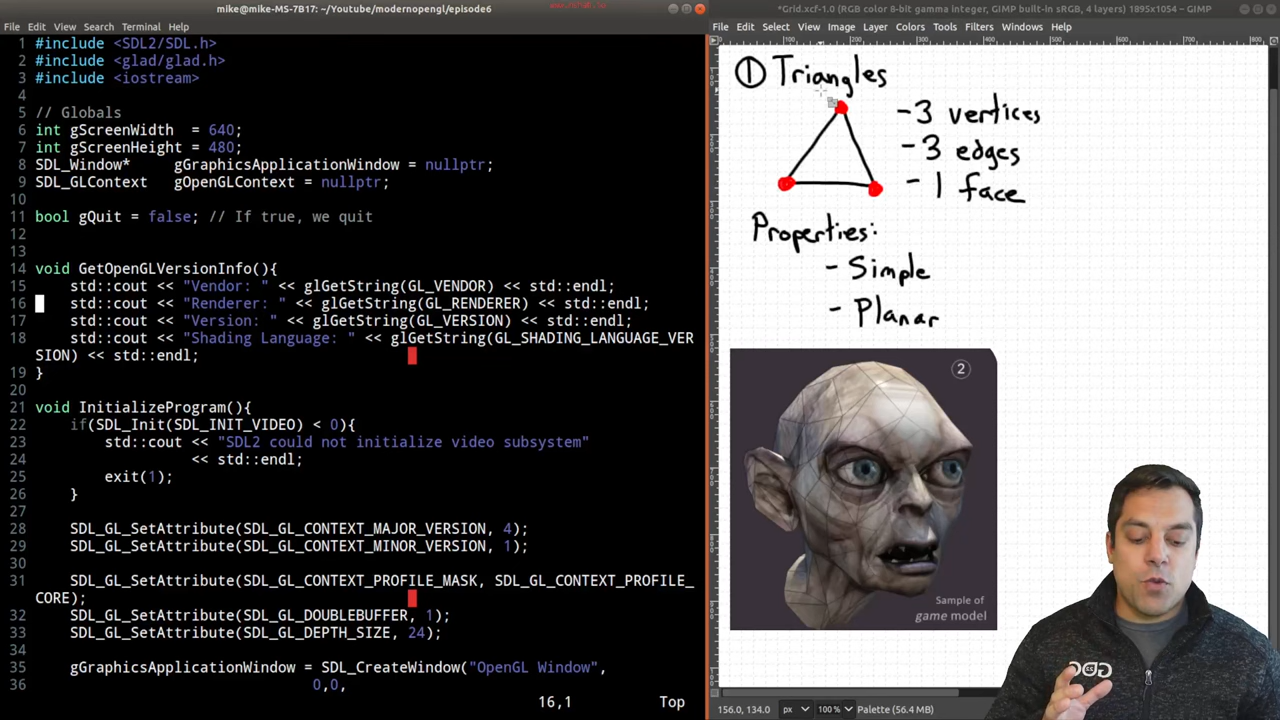 mike@mike-MS-7B17: ~/Youtube/modernopengl/episode6
File Edit View Search Terminal Help
1 #include <SDL2/SDL.h>
2 #include <glad/glad.h>
3 #include <iostream>
4
5 // Globals
6 int gScreenWidth = 640;
7 int gScreenHeight = 480;
8 SDL_Window* gGraphicsApplicationWindow = nullptr;
9 SDL_GLContext gOpenGLContext = nullptr;
10
11 bool gQuit = false; // If true, we quit
12
13
14 void GetOpenGLVersionInfo(){
15 std::cout << "Vendor: " << glGetString(GL_VENDOR) << std::endl;
16 std::cout << "Renderer: " << glGetString(GL_RENDERER) << std::endl;
17 std::cout << "Version: " << glGetString(GL_VERSION) << std::endl;
18 std::cout << "Shading Language: " << glGetString(GL_SHADING_LANGUAGE_VER
SION) << std::endl;
19 }
20
21 void InitializeProgram(){
22 if(SDL_Init(SDL_INIT_VIDEO) < 0){
23 std::cout << "SDL2 could not initialize video subsystem"
24 << std::endl;
25 exit(1);
26 }
27
28 SDL_GL_SetAttribute(SDL_GL_CONTEXT_MAJOR_VERSION, 4);
29 SDL_GL_SetAttribute(SDL_GL_CONTEXT_MINOR_VERSION, 1);
30
31 SDL_GL_SetAttribute(SDL_GL_CONTEXT_PROFILE_MASK, SDL_GL_CONTEXT_PROFILE_
CORE);
32 SDL_GL_SetAttribute(SDL_GL_DOUBLEBUFFER, 1);
33 SDL_GL_SetAttribute(SDL_GL_DEPTH_SIZE, 24);
34
35 gGraphicsApplicationWindow = SDL_CreateWindow("OpenGL Window",
36 0,0,
16,1 Top
*Grid.xcf-1.0 (RGB color 8-bit gamma integer, GIMP built-in sRGB, 4 layers) 1895x1054 – GIMP
File Edit Select View Image Layer Colors Tools Filters Windows Help
0 100 200 300 400 500
① Triangles
- 3 vertices
- 3 edges
- 1 face
Properties:
- Simple
- Planar
2
Sample of
game model
156.0, 134.0 px 100% Palette (56.4 MB)